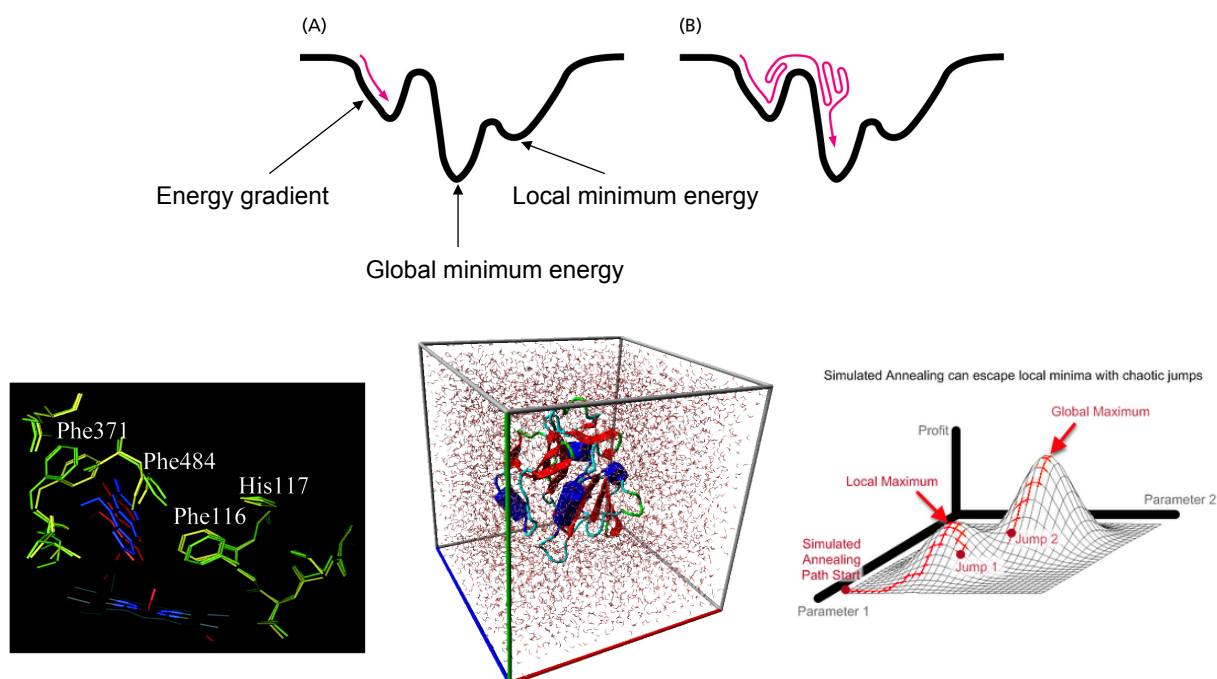 (A)
(B)
Energy gradient
Local minimum energy
Global minimum energy
Phe371
Phe484
His117
Phe116
Simulated Annealing can escape local minima with chaotic jumps
Global Maximum
Profit
Local Maximum
Parameter 2
Jump 2
Jump 1
Simulated
Annealing
Path Start
Parameter 1